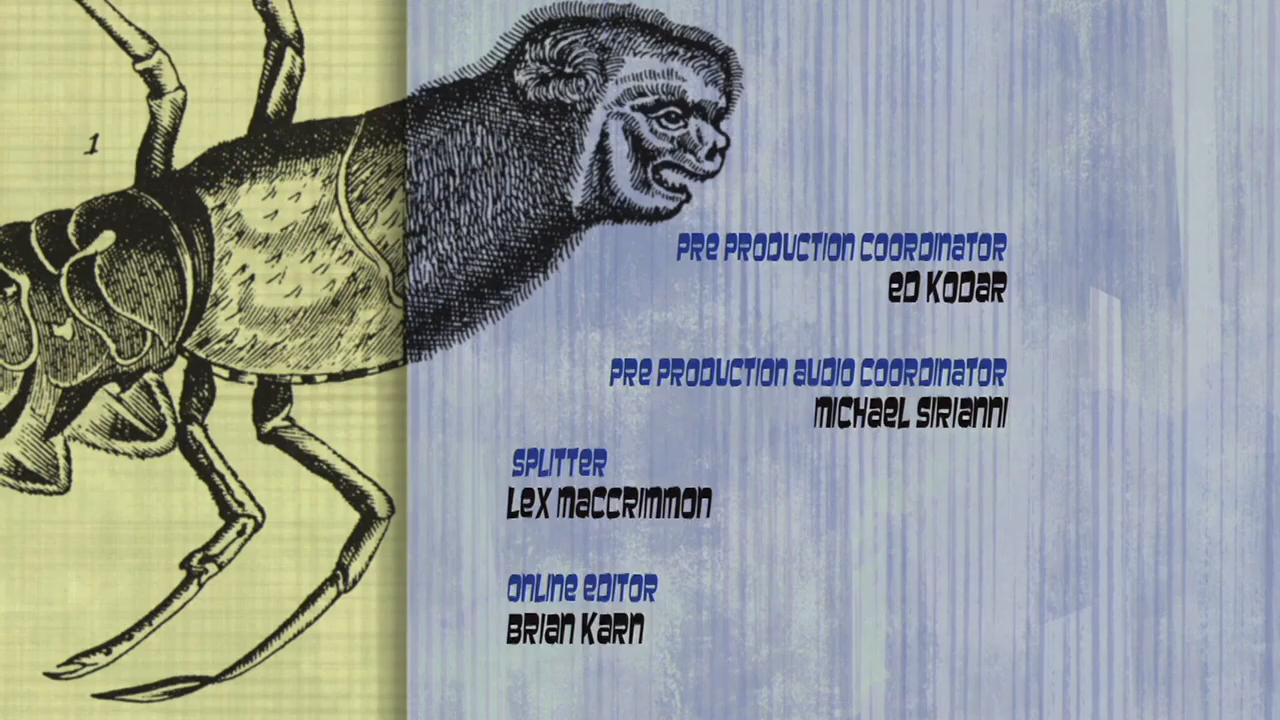 1
PRE PRODUCTION COORDINATOR
ED KODAR
PRE PRODUCTION AUDIO COORDINATOR
MICHAEL SIRIANNI
SPLITTER
LEX MACCRIMMON
ONLINE EDITOR
BRIAN KARN